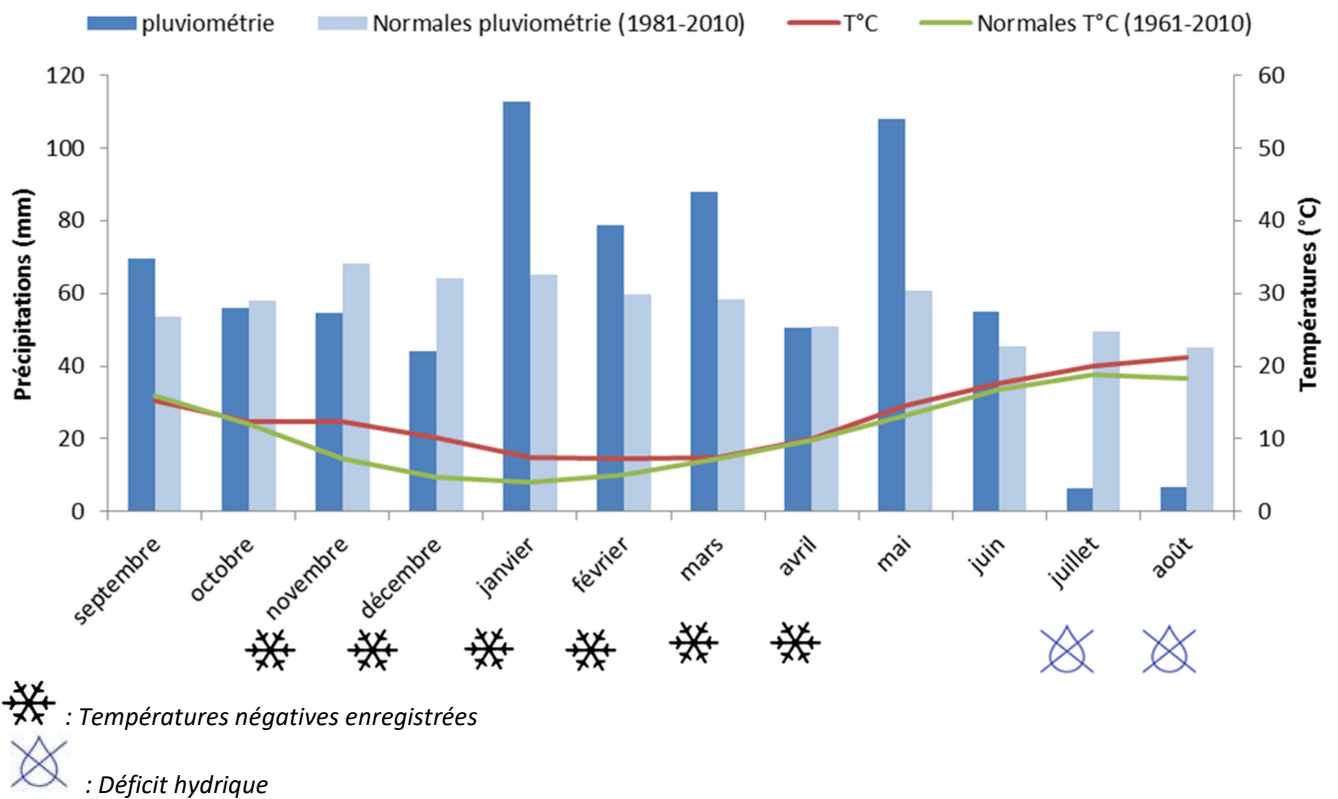 pluviométrie Normales pluviométrie (1981-2010) T°C Normales T°C (1961-2010)
120 60
100 50
80 40
60 30
40 20
20 10
0 0
Précipitations (mm)
Températures (°C)
septembre octobre novembre décembre janvier février mars avril mai juin juillet août
: Températures négatives enregistrées
: Déficit hydrique